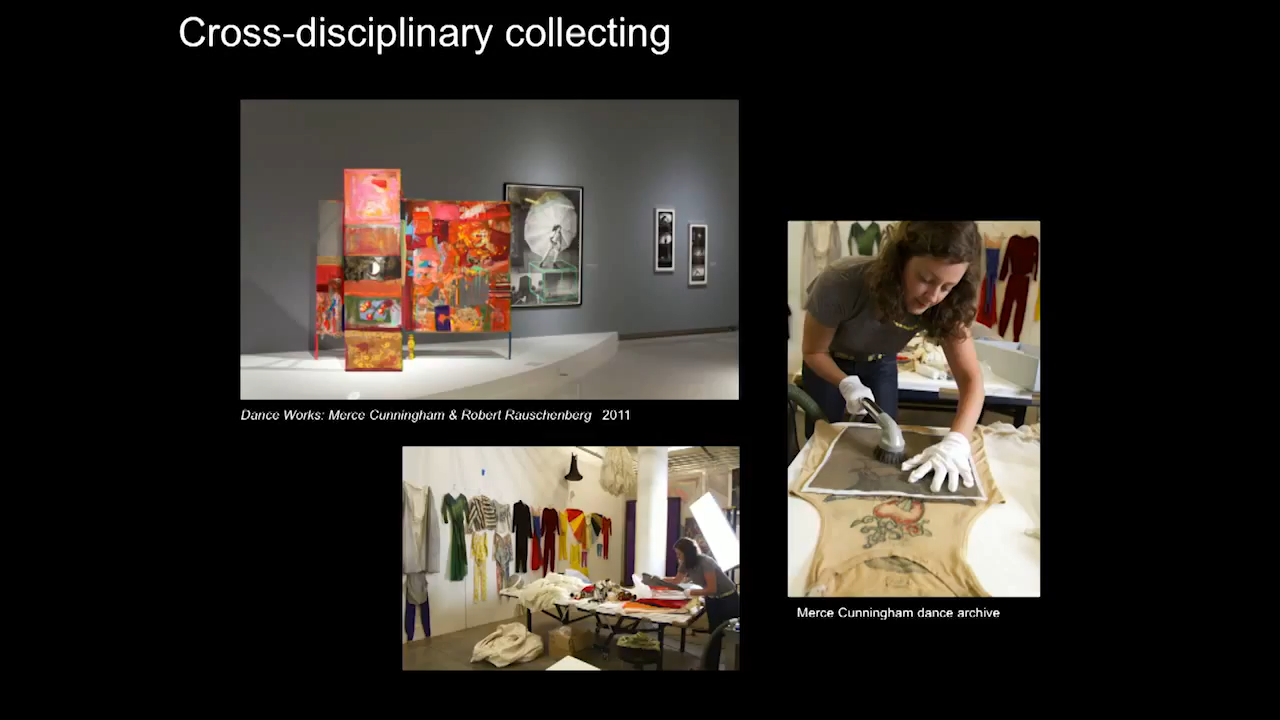 Cross-disciplinary collecting
Dance Works: Merce Cunningham & Robert Rauschenberg 2011
Merce Cunningham dance archive